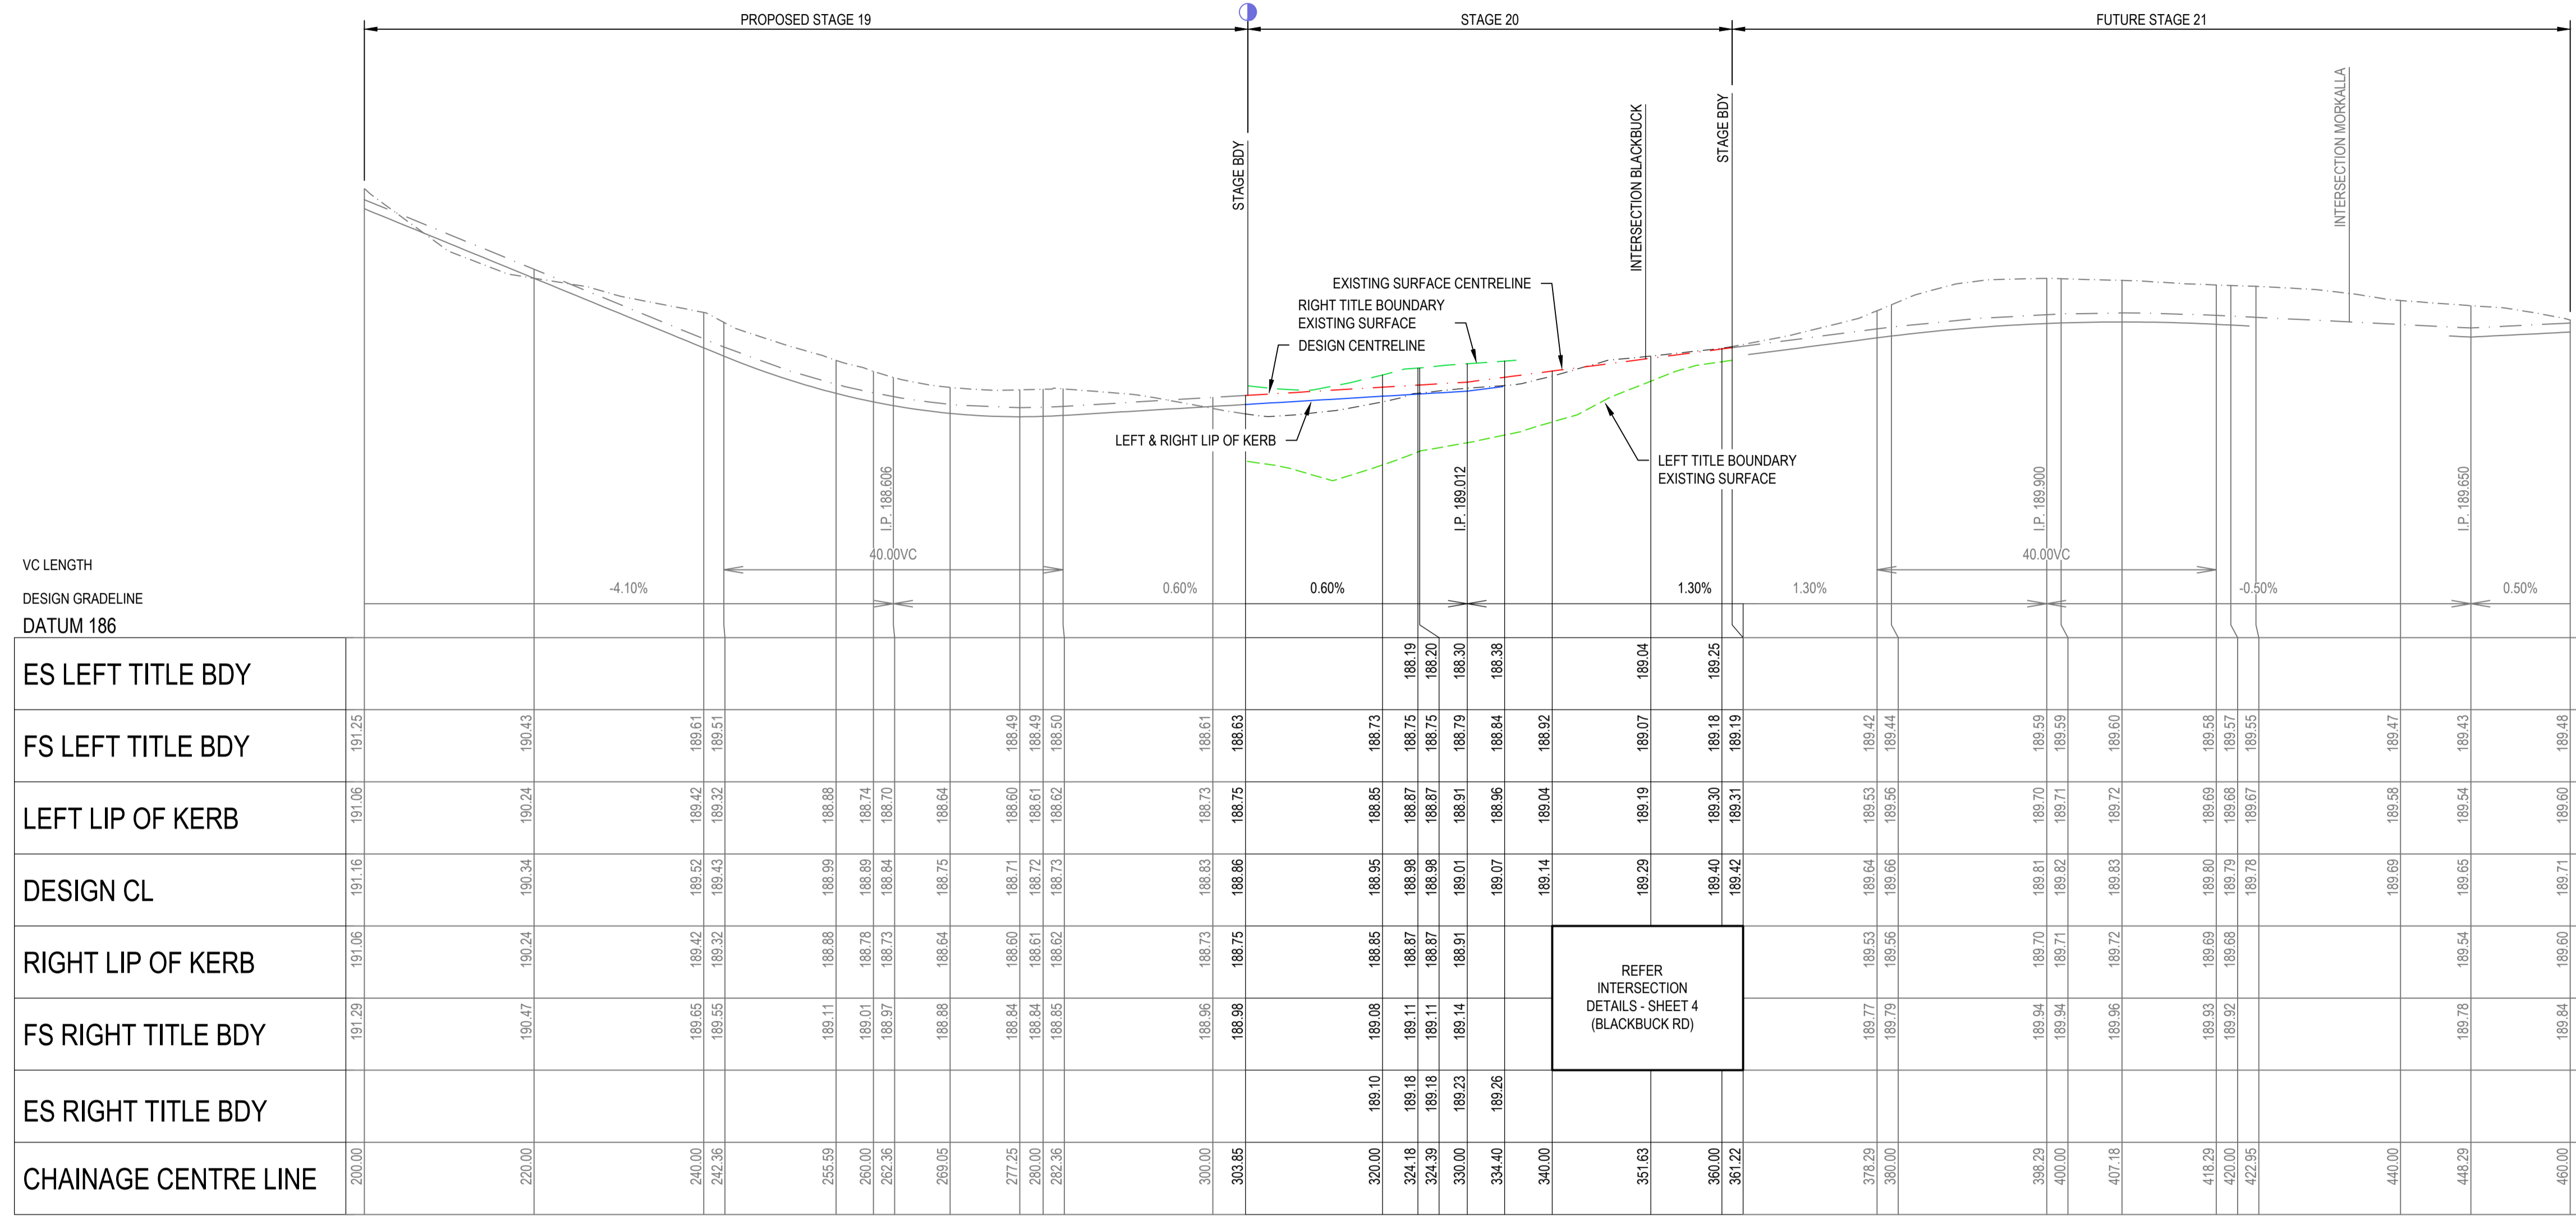 PROPOSED STAGE 19
STAGE 20
FUTURE STAGE 21
STAGE BDY
INTERSECTION BLACKBUCK
STAGE BDY
INTERSECTION MORKALLA
EXISTING SURFACE CENTRELINE
RIGHT TITLE BOUNDARY
EXISTING SURFACE
DESIGN CENTRELINE
LEFT & RIGHT LIP OF KERB
LEFT TITLE BOUNDARY
EXISTING SURFACE
I.P. 188.606
I.P. 189.012
I.P. 189.900
I.P. 189.650
VC LENGTH
40.00VC
40.00VC
DESIGN GRADELINE
-4.10%
0.60%
0.60%
1.30%
1.30%
-0.50%
0.50%
DATUM 186
ES LEFT TITLE BDY
188.19 188.20 188.30 188.38 189.04 189.25
FS LEFT TITLE BDY
191.25 190.43 189.61 189.51 188.49 188.49 188.50 188.61 188.63 188.73 188.75 188.75 188.79 188.84 188.92 189.07 189.18 189.19 189.42 189.44 189.59 189.59 189.60 189.58 189.57 189.55 189.47 189.43 189.48
LEFT LIP OF KERB
191.06 190.24 189.42 189.32 188.88 188.74 188.70 188.64 188.60 188.61 188.62 188.73 188.75 188.85 188.87 188.87 188.91 188.96 189.04 189.19 189.30 189.31 189.53 189.56 189.70 189.71 189.72 189.69 189.68 189.67 189.58 189.54 189.60
DESIGN CL
191.16 190.34 189.52 189.43 188.99 188.89 188.84 188.75 188.71 188.72 188.73 188.83 188.86 188.95 188.98 188.98 189.01 189.07 189.14 189.29 189.40 189.42 189.64 189.66 189.81 189.82 189.83 189.80 189.79 189.78 189.69 189.65 189.71
RIGHT LIP OF KERB
191.06 190.24 189.42 189.32 188.88 188.78 188.73 188.64 188.60 188.61 188.62 188.73 188.75 188.85 188.87 188.87 188.91 189.53 189.56 189.70 189.71 189.72 189.69 189.68 189.54 189.60
REFER
INTERSECTION
DETAILS - SHEET 4
(BLACKBUCK RD)
FS RIGHT TITLE BDY
191.29 190.47 189.65 189.55 189.11 189.01 188.97 188.88 188.84 188.84 188.85 188.96 188.98 189.08 189.11 189.11 189.14 189.77 189.79 189.94 189.94 189.96 189.93 189.92 189.78 189.84
ES RIGHT TITLE BDY
189.10 189.18 189.18 189.23 189.26
CHAINAGE CENTRE LINE
200.00 220.00 240.00 242.36 255.59 260.00 262.36 269.05 277.25 280.00 282.36 300.00 303.85 320.00 324.18 324.39 330.00 334.40 340.00 351.63 360.00 361.22 378.29 380.00 398.29 400.00 407.18 418.29 420.00 422.95 440.00 448.29 460.00